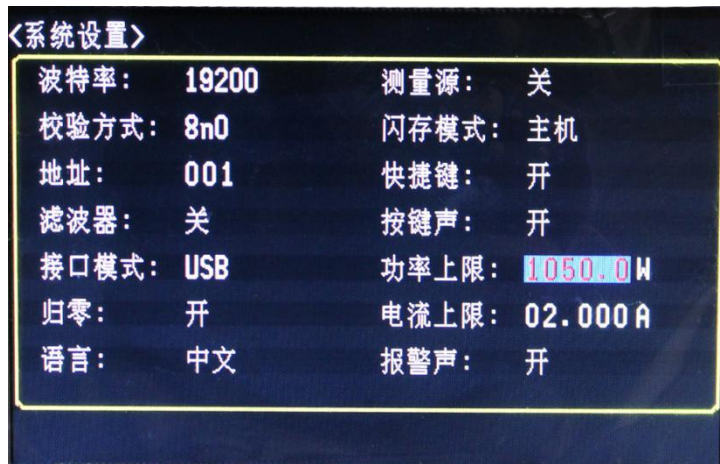 <系统设置>
波特率: 19200 测量源: 关
校验方式: 8n0 闪存模式: 主机
地址: 001 快捷键: 开
滤波器: 关 按键声: 开
接口模式: USB 功率上限: 1050.0 W
归零: 开 电流上限: 02.000 A
语言: 中文 报警声: 开